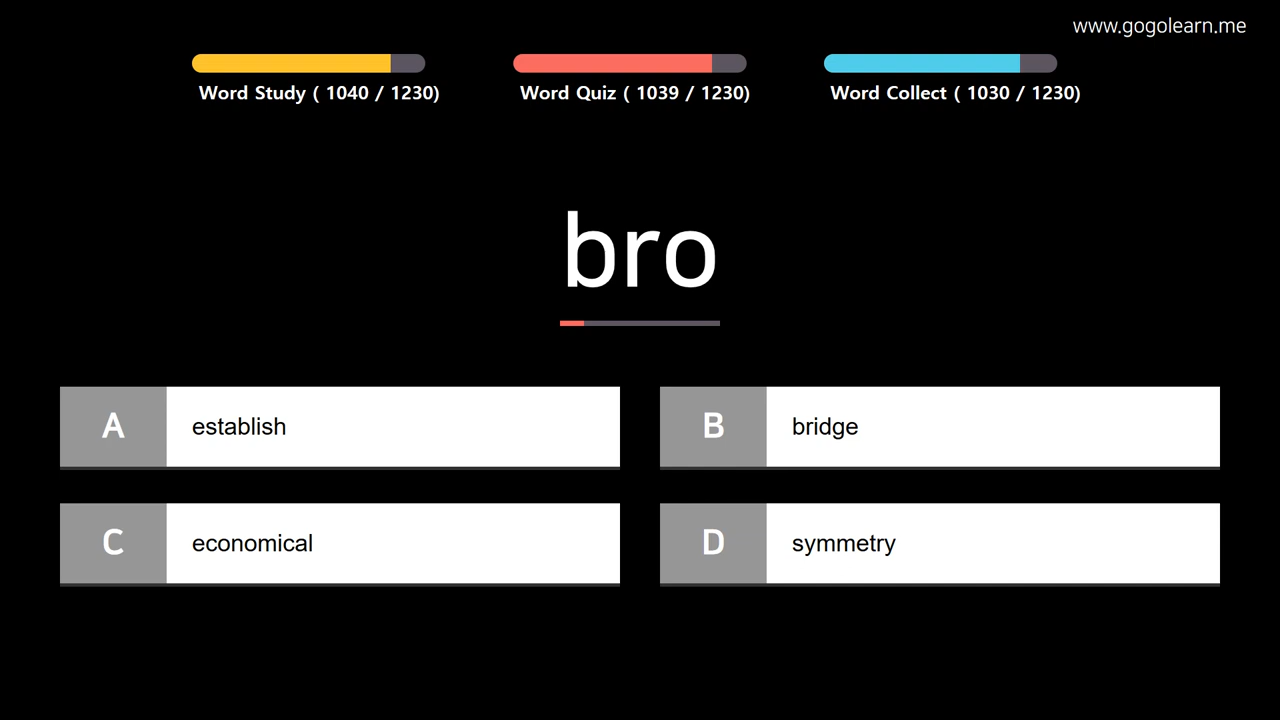 www.gogolearn.me
Word Study ( 1040 / 1230)
Word Quiz ( 1039 / 1230)
Word Collect ( 1030 / 1230)
bro
A establish
B bridge
C economical
D symmetry